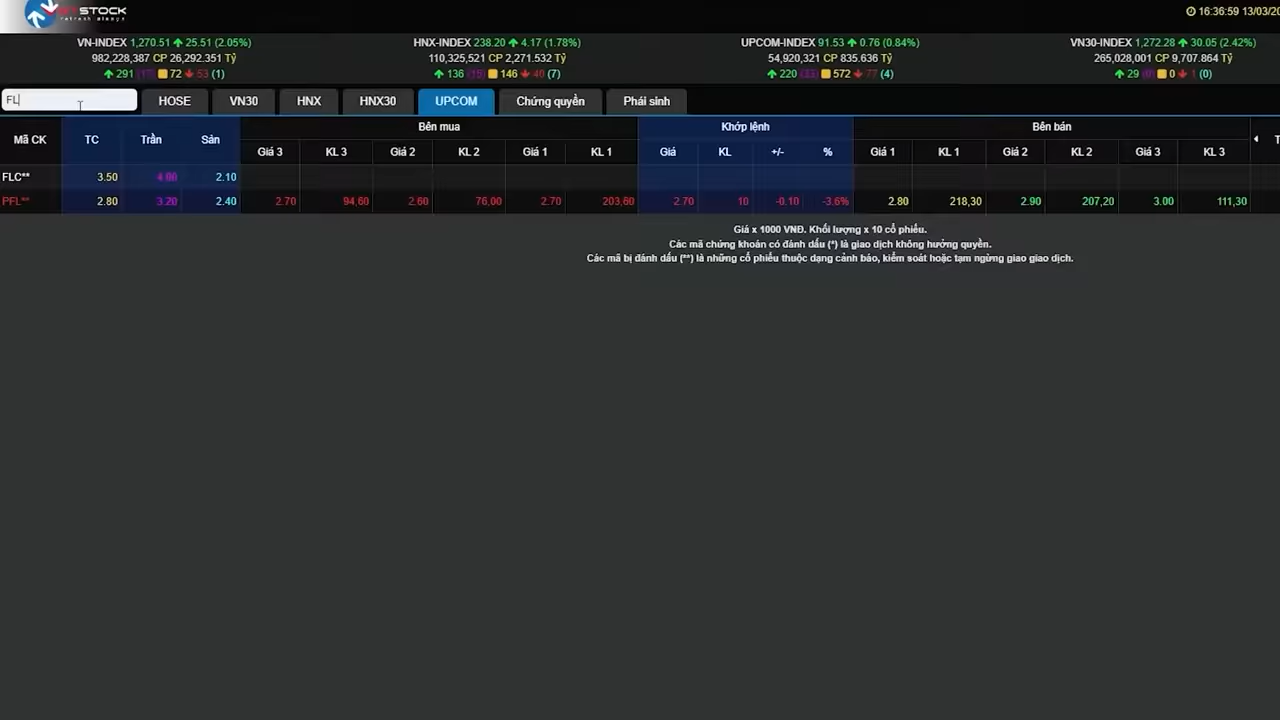 STOCK
16:36:59 13/03/20
VN-INDEX 1,270.51 25.51 (2.05%)
982,228,387 CP 26,292.351 Tỷ
291 72 53 (1)
HNX-INDEX 238.20 4.17 (1.78%)
110,325,521 CP 2,271.532 Tỷ
136 (15) 146 40 (7)
UPCOM-INDEX 91.53 0.76 (0.84%)
54,920,321 CP 835.636 Tỷ
220 572 77 (4)
VN30-INDEX 1,272.28 30.05 (2.42%)
265,028,001 CP 9,707.864 Tỷ
29 (0) 0 1 (0)
FL
HOSE
VN30
HNX
HNX30
UPCOM
Chứng quyền
Phái sinh
Mã CK TC Trần Sàn Bên mua Khớp lệnh Bên bán T
Giá 3 KL 3 Giá 2 KL 2 Giá 1 KL 1 Giá KL +/- % Giá 1 KL 1 Giá 2 KL 2 Giá 3 KL 3
FLC** 3.50 4.00 2.10
PFL** 2.80 3.20 2.40 2.70 94,60 2.60 76,00 2.70 203,60 2.70 10 -0.10 -3.6% 2.80 218,30 2.90 207,20 3.00 111,30
Giá x 1000 VNĐ. Khối lượng x 10 cổ phiếu.
Các mã chứng khoán có đánh dấu (*) là giao dịch không hưởng quyền.
Các mã bị đánh dấu (**) là những cổ phiếu thuộc dạng cảnh báo, kiểm soát hoặc tạm ngừng giao giao dịch.